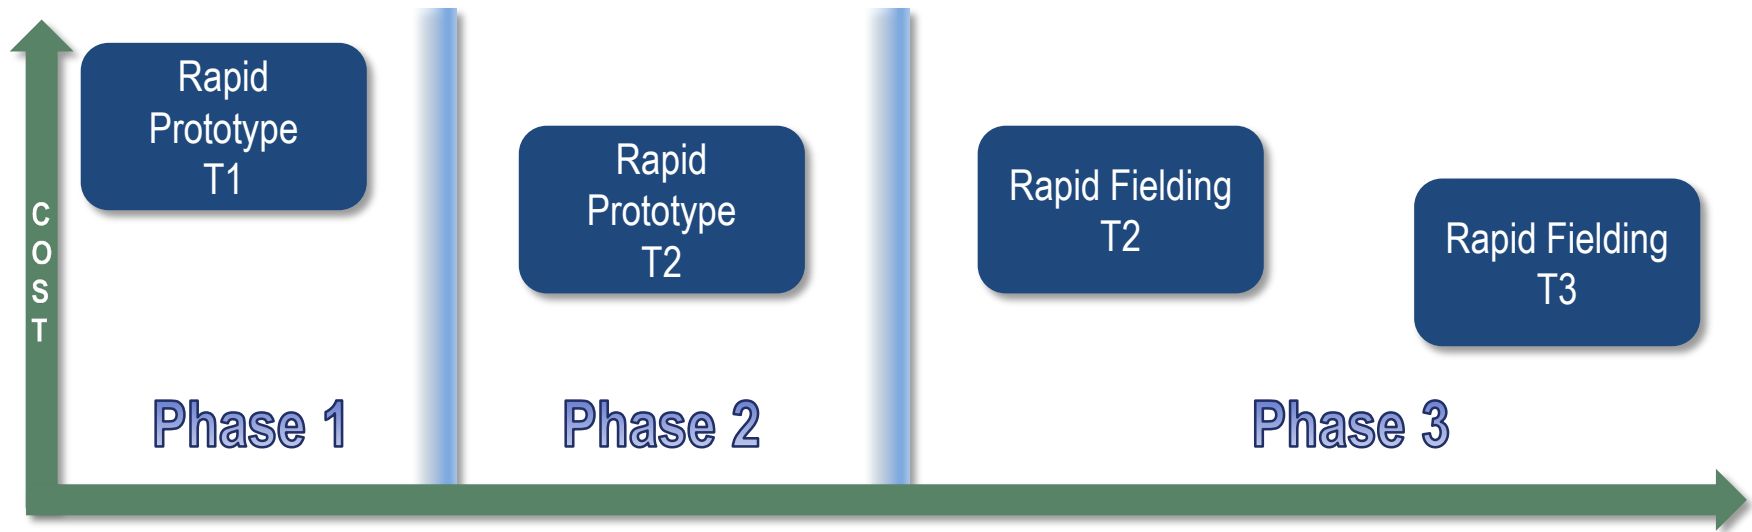 Rapid
Prototype
T1
Rapid
Prototype
T2
Rapid Fielding
T2
Rapid Fielding
T3
COST
Phase 1
Phase 2
Phase 3